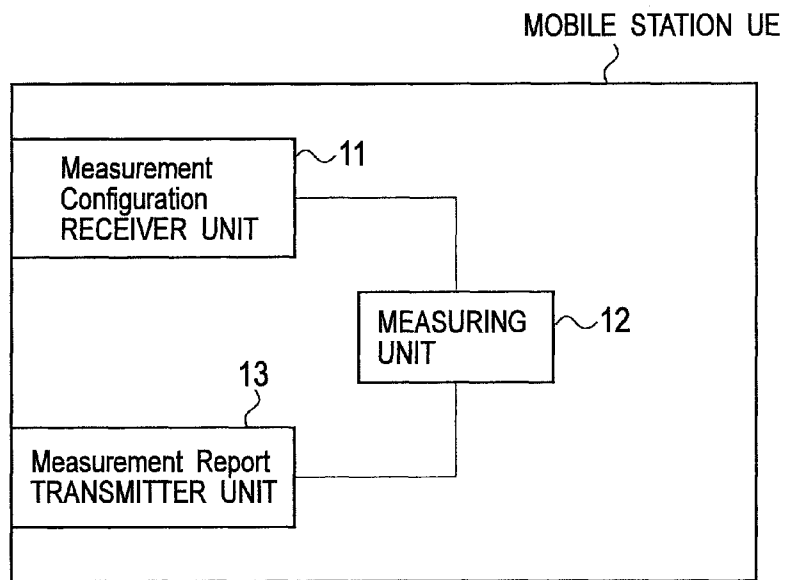 MOBILE STATION UE
11
Measurement
Configuration
RECEIVER UNIT
MEASURING
UNIT
12
13
Measurement Report
TRANSMITTER UNIT